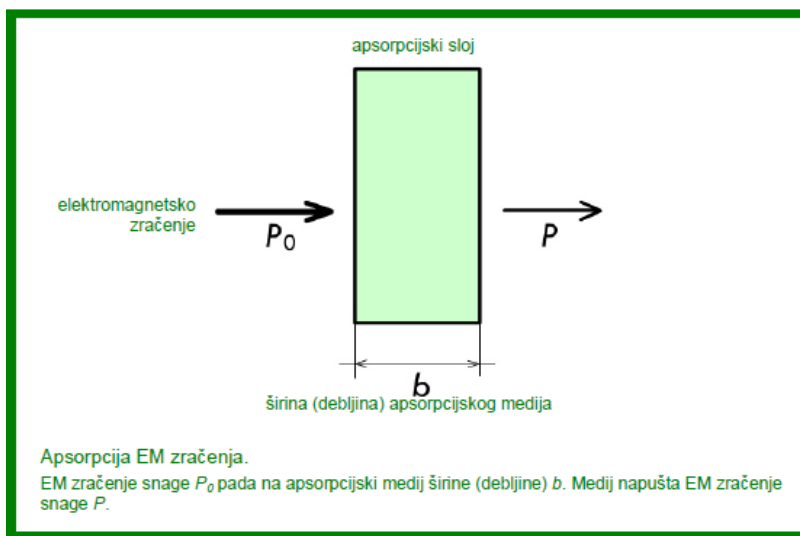 apsorpcijski sloj
elektromagnetsko
zračenje
P0
P
b
širina (debljina) apsorpcijskog medija
Apsorpcija EM zračenja.
EM zračenje snage P0 pada na apsorpcijski medij širine (debljine) b. Medij napušta EM zračenje
snage P.